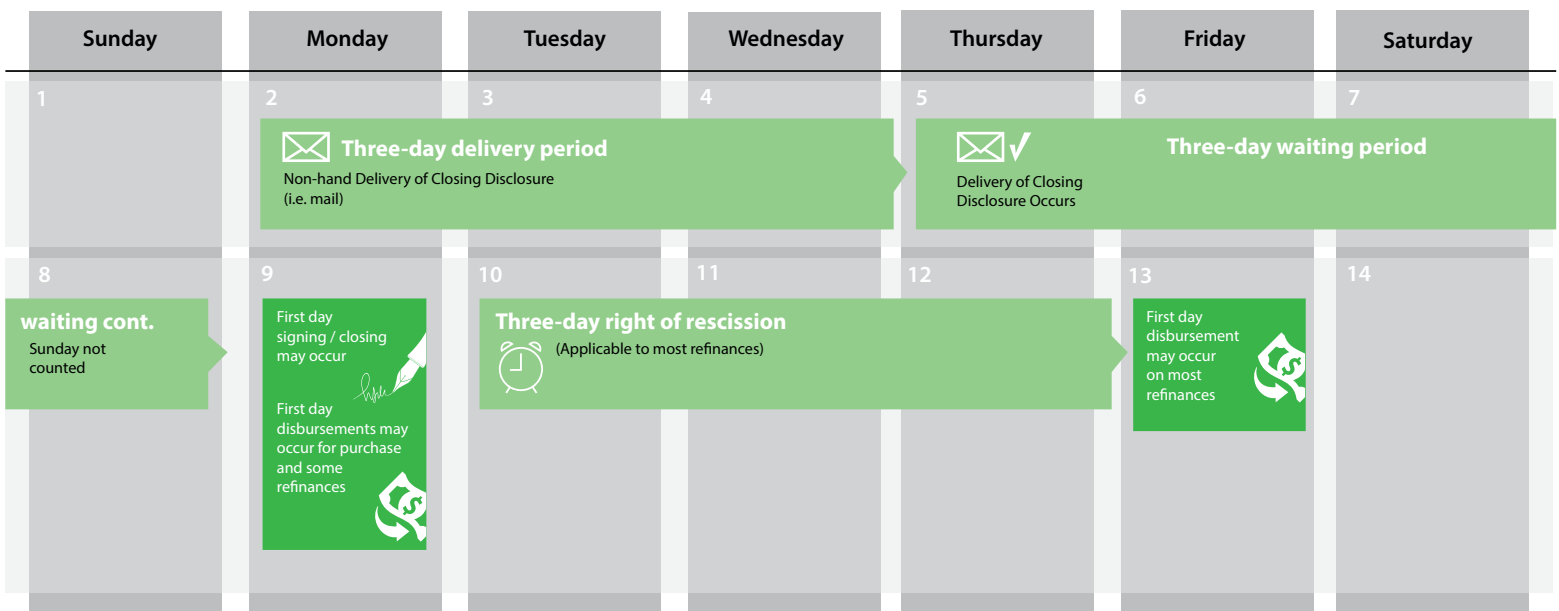 Sunday
Monday
Tuesday
Wednesday
Thursday
Friday
Saturday
1
2
3
4
5
6
7
Three-day delivery period
Non-hand Delivery of Closing Disclosure
(i.e. mail)
Delivery of Closing
Disclosure Occurs
Three-day waiting period
8
9
10
11
12
13
14
waiting cont.
Sunday not
counted
First day
signing / closing
may occur
First day
disbursements may
occur for purchase
and some
refinances
$
Three-day right of rescission
(Applicable to most refinances)
First day
disbursement
may occur
on most
refinances
$